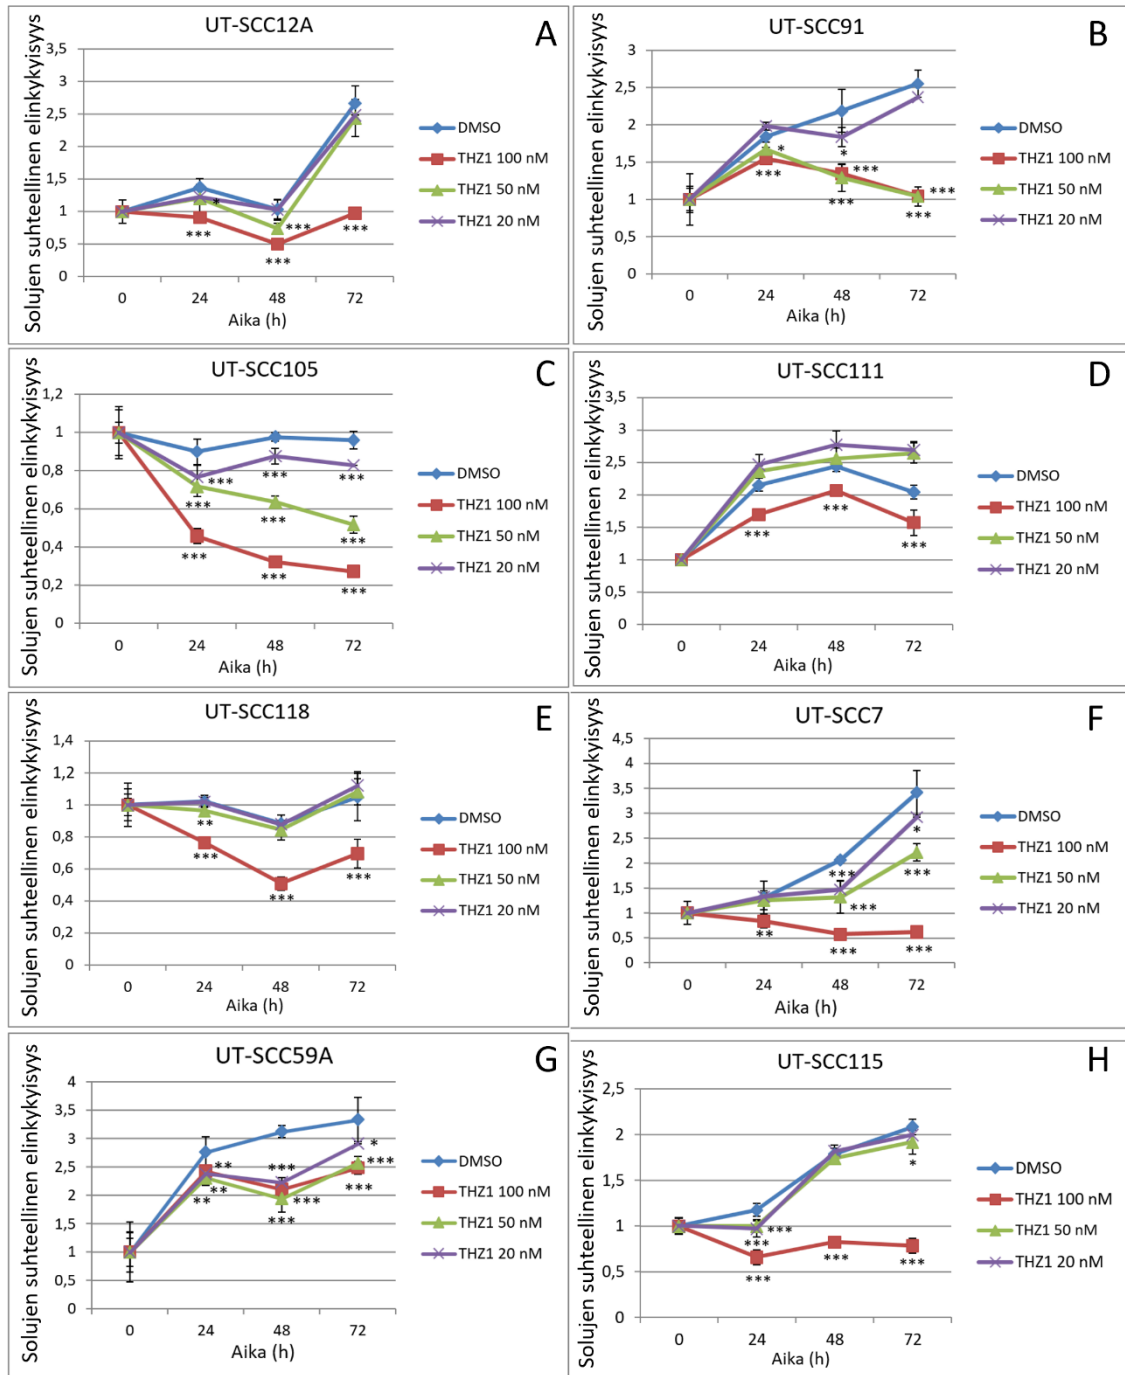 UT-SCC12A
A
Solujen suhteellinen elinkykyisyys
3,5
3
2,5
2
1,5
1
0,5
0
*
***
***
***
***
0 24 48 72
Aika (h)
DMSO
THZ1 100 nM
THZ1 50 nM
THZ1 20 nM
UT-SCC91
B
Solujen suhteellinen elinkykyisyys
3
2,5
2
1,5
1
0,5
0
*
***
*
***
***
***
***
0 24 48 72
Aika (h)
DMSO
THZ1 100 nM
THZ1 50 nM
THZ1 20 nM
UT-SCC105
C
Solujen suhteellinen elinkykyisyys
1,2
1
0,8
0,6
0,4
0,2
0
***
***
***
***
***
***
***
***
***
0 24 48 72
Aika (h)
DMSO
THZ1 100 nM
THZ1 50 nM
THZ1 20 nM
UT-SCC111
D
Solujen suhteellinen elinkykyisyys
3,5
3
2,5
2
1,5
1
0,5
0
***
***
***
0 24 48 72
Aika (h)
DMSO
THZ1 100 nM
THZ1 50 nM
THZ1 20 nM
UT-SCC118
E
Solujen suhteellinen elinkykyisyys
1,4
1,2
1
0,8
0,6
0,4
0,2
0
**
***
***
***
0 24 48 72
Aika (h)
DMSO
THZ1 100 nM
THZ1 50 nM
THZ1 20 nM
UT-SCC7
F
Solujen suhteellinen elinkykyisyys
4,5
4
3,5
3
2,5
2
1,5
1
0,5
0
**
***
***
***
*
***
***
0 24 48 72
Aika (h)
DMSO
THZ1 100 nM
THZ1 50 nM
THZ1 20 nM
UT-SCC59A
G
Solujen suhteellinen elinkykyisyys
4
3,5
3
2,5
2
1,5
1
0,5
0
**
**
**
***
***
***
*
***
***
0 24 48 72
Aika (h)
DMSO
THZ1 100 nM
THZ1 50 nM
THZ1 20 nM
UT-SCC115
H
Solujen suhteellinen elinkykyisyys
2,5
2
1,5
1
0,5
0
***
***
***
***
*
***
0 24 48 72
Aika (h)
DMSO
THZ1 100 nM
THZ1 50 nM
THZ1 20 nM